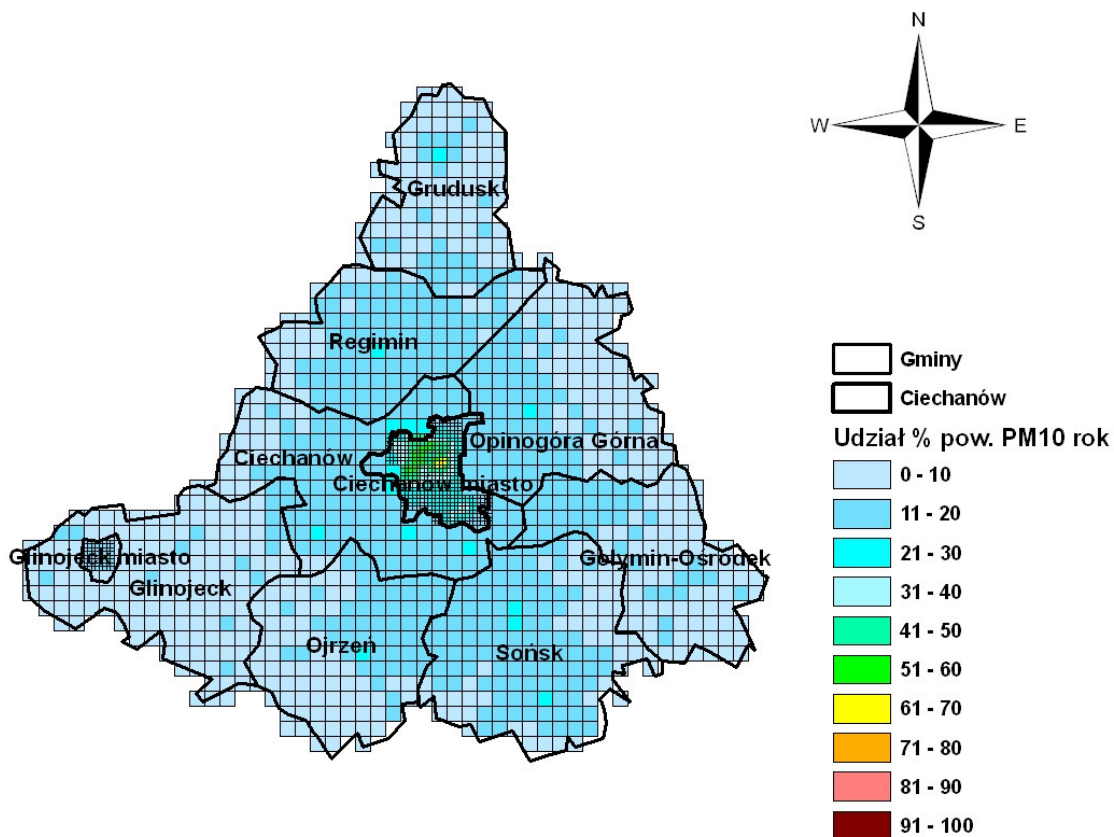 N
W
E
S
Grudusk
Regimin
Opinogóra Górna
Ciechanów
Ciechanów miasto
Glinojeck miasto
Gołymin-Ośrodek
Glinojeck
Ojrzeń
Sońsk
Gminy
Ciechanów
Udział % pow. PM10 rok
0 - 10
11 - 20
21 - 30
31 - 40
41 - 50
51 - 60
61 - 70
71 - 80
81 - 90
91 - 100